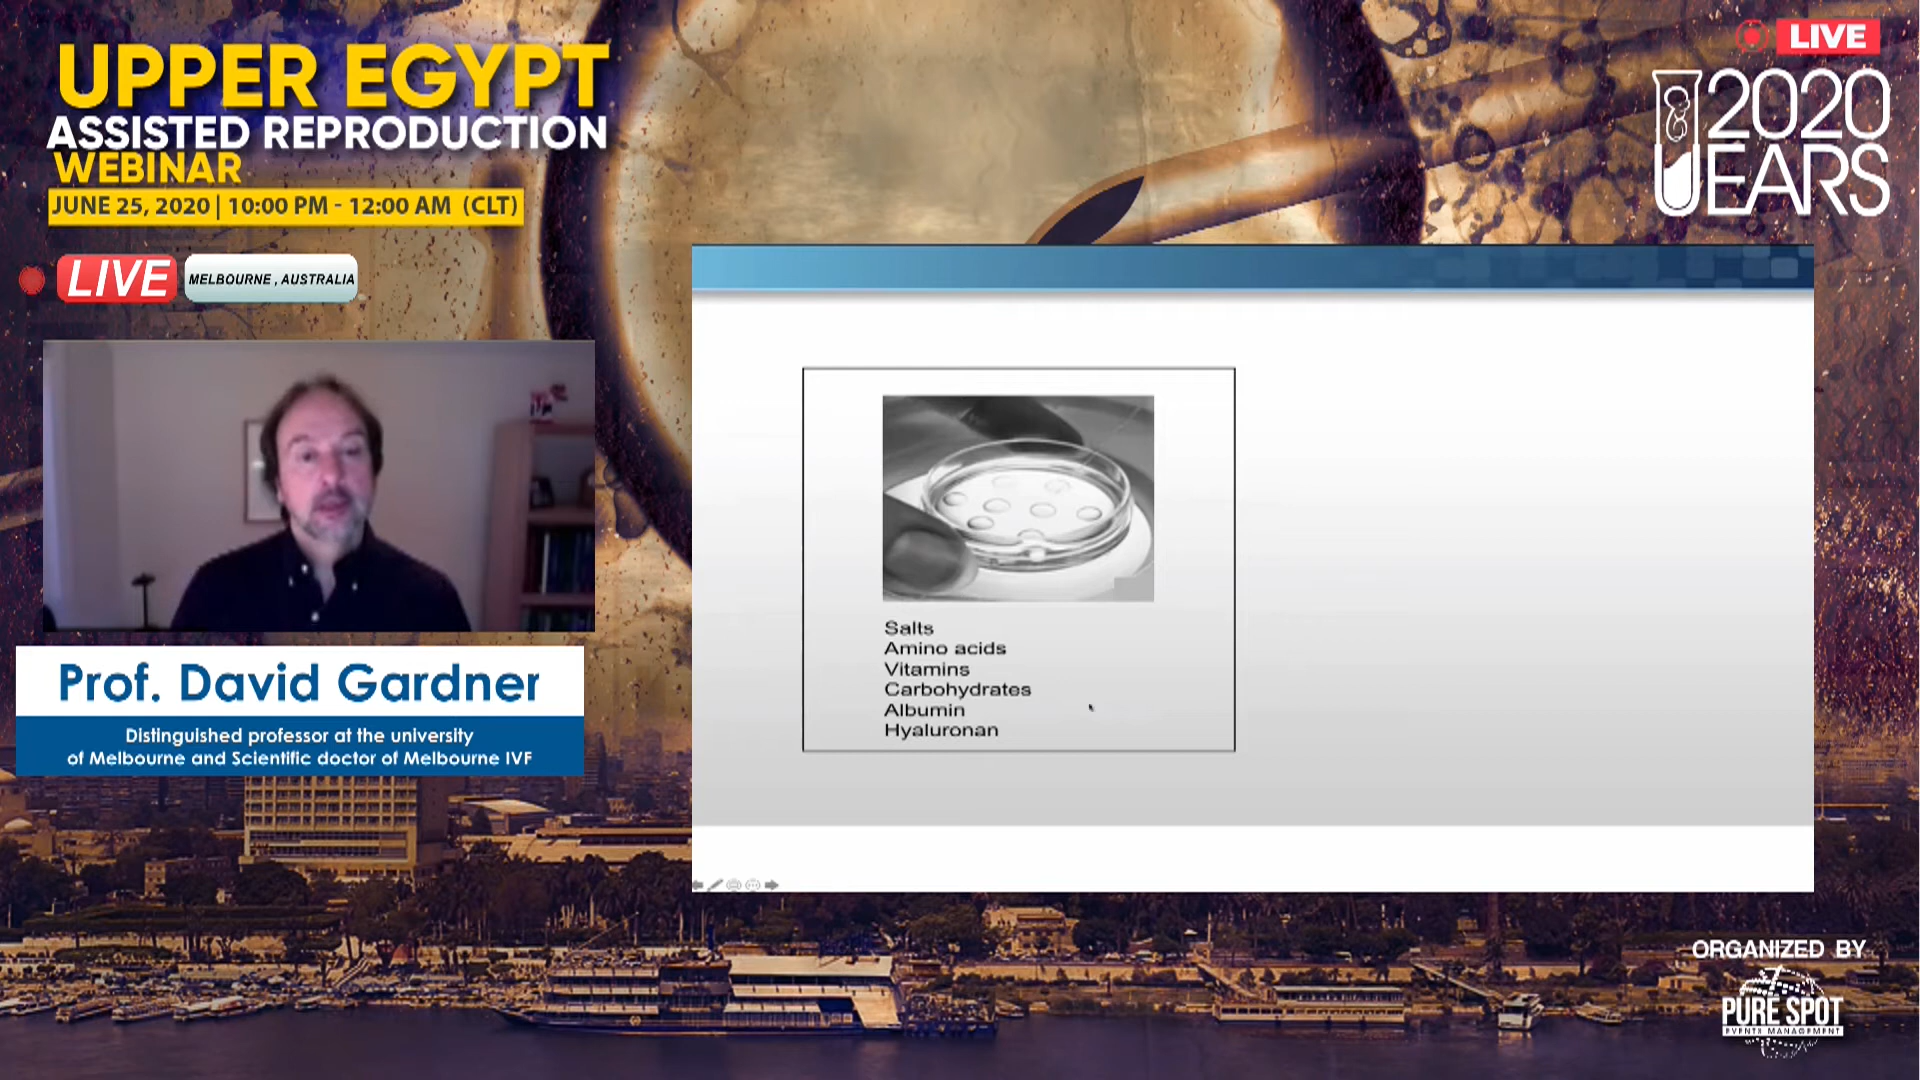 UPPER EGYPT
ASSISTED REPRODUCTION
WEBINAR
JUNE 25, 2020 | 10:00 PM - 12:00 AM (CLT)
LIVE
MELBOURNE , AUSTRALIA
Prof. David Gardner
Distinguished professor at the university
of Melbourne and Scientific doctor of Melbourne IVF
LIVE
2020
UEARS
Salts
Amino acids
Vitamins
Carbohydrates
Albumin
Hyaluronan
ORGANIZED BY
PURE SPOT
EVENTS MANAGEMENT